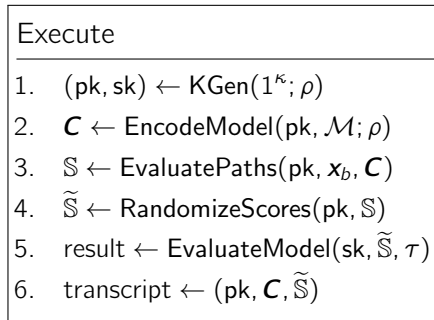 Execute
1. (pk, sk) ← KGen(1^κ; ρ)
2. C ← EncodeModel(pk, ℳ; ρ)
3. 𝕊 ← EvaluatePaths(pk, x_b, C)
4. 𝕊̃ ← RandomizeScores(pk, 𝕊)
5. result ← EvaluateModel(sk, 𝕊̃, τ)
6. transcript ← (pk, C, 𝕊̃)